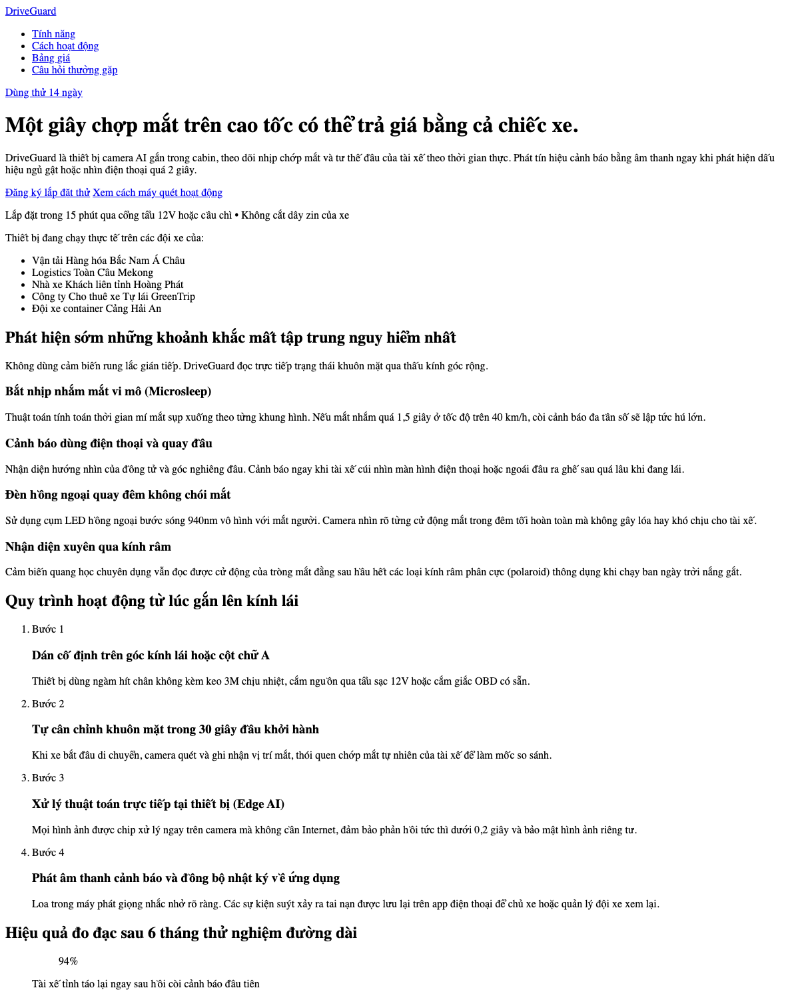 DriveGuard
Tính năng
Cách hoạt động
Bảng giá
Câu hỏi thường gặp
Dùng thử 14 ngày
Một giây chợp mắt trên cao tốc có thể trả giá bằng cả chiếc xe.
DriveGuard là thiết bị camera AI gắn trong cabin, theo dõi nhịp chớp mắt và tư thế đầu của tài xế theo thời gian thực. Phát tín hiệu cảnh báo bằng âm thanh ngay khi phát hiện dấu
hiệu ngủ gật hoặc nhìn điện thoại quá 2 giây.
Đăng ký lắp đặt thử Xem cách máy quét hoạt động
Lắp đặt trong 15 phút qua cổng tẩu 12V hoặc cầu chì • Không cắt dây zin của xe
Thiết bị đang chạy thực tế trên các đội xe của:
Vận tải Hàng hóa Bắc Nam Á Châu
Logistics Toàn Cầu Mekong
Nhà xe Khách liên tỉnh Hoàng Phát
Công ty Cho thuê xe Tự lái GreenTrip
Đội xe container Cảng Hải An
Phát hiện sớm những khoảnh khắc mất tập trung nguy hiểm nhất
Không dùng cảm biến rung lắc gián tiếp. DriveGuard đọc trực tiếp trạng thái khuôn mặt qua thấu kính góc rộng.
Bắt nhịp nhắm mắt vi mô (Microsleep)
Thuật toán tính toán thời gian mí mắt sụp xuống theo từng khung hình. Nếu mắt nhắm quá 1,5 giây ở tốc độ trên 40 km/h, còi cảnh báo đa tần số sẽ lập tức hú lớn.
Cảnh báo dùng điện thoại và quay đầu
Nhận diện hướng nhìn của đồng tử và góc nghiêng đầu. Cảnh báo ngay khi tài xế cúi nhìn màn hình điện thoại hoặc ngoái đầu ra ghế sau quá lâu khi đang lái.
Đèn hồng ngoại quay đêm không chói mắt
Sử dụng cụm LED hồng ngoại bước sóng 940nm vô hình với mắt người. Camera nhìn rõ từng cử động mắt trong đêm tối hoàn toàn mà không gây lóa hay khó chịu cho tài xế.
Nhận diện xuyên qua kính râm
Cảm biến quang học chuyên dụng vẫn đọc được cử động của tròng mắt đằng sau hầu hết các loại kính râm phân cực (polaroid) thông dụng khi chạy ban ngày trời nắng gắt.
Quy trình hoạt động từ lúc gắn lên kính lái
1. Bước 1
Dán cố định trên góc kính lái hoặc cột chữ A
Thiết bị dùng ngàm hít chân không kèm keo 3M chịu nhiệt, cắm nguồn qua tẩu sạc 12V hoặc cắm giắc OBD có sẵn.
2. Bước 2
Tự cân chỉnh khuôn mặt trong 30 giây đầu khởi hành
Khi xe bắt đầu di chuyển, camera quét và ghi nhận vị trí mắt, thói quen chớp mắt tự nhiên của tài xế để làm mốc so sánh.
3. Bước 3
Xử lý thuật toán trực tiếp tại thiết bị (Edge AI)
Mọi hình ảnh được chip xử lý ngay trên camera mà không cần Internet, đảm bảo phản hồi tức thì dưới 0,2 giây và bảo mật hình ảnh riêng tư.
4. Bước 4
Phát âm thanh cảnh báo và đồng bộ nhật ký về ứng dụng
Loa trong máy phát giọng nhắc nhở rõ ràng. Các sự kiện suýt xảy ra tai nạn được lưu lại trên app điện thoại để chủ xe hoặc quản lý đội xe xem lại.
Hiệu quả đo đạc sau 6 tháng thử nghiệm đường dài
94%
Tài xế tỉnh táo lại ngay sau hồi còi cảnh báo đầu tiên